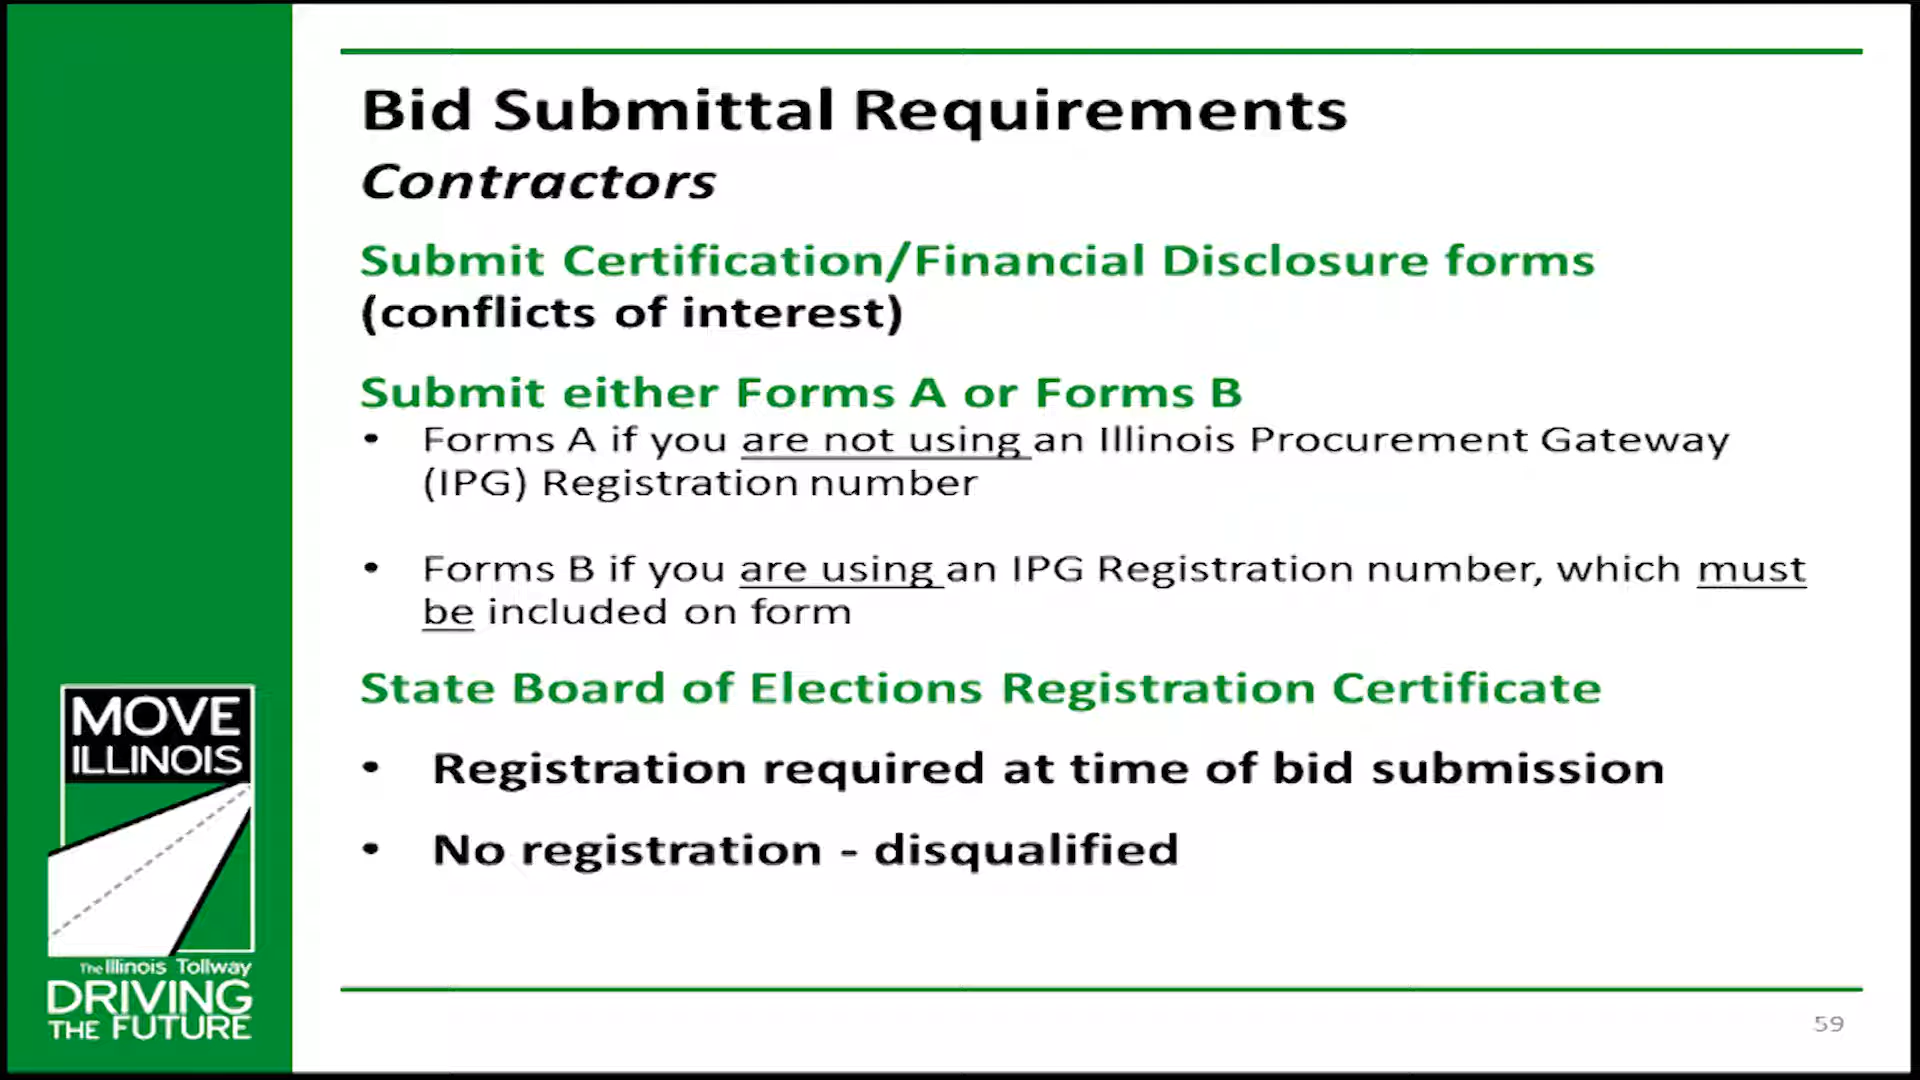 Bid Submittal Requirements
Contractors
Submit Certification/Financial Disclosure forms
(conflicts of interest)
Submit either Forms A or Forms B
• Forms A if you are not using an Illinois Procurement Gateway
(IPG) Registration number
• Forms B if you are using an IPG Registration number, which must
be included on form
State Board of Elections Registration Certificate
• Registration required at time of bid submission
• No registration - disqualified
MOVE
ILLINOIS
The Illinois Tollway
DRIVING
THE FUTURE
59